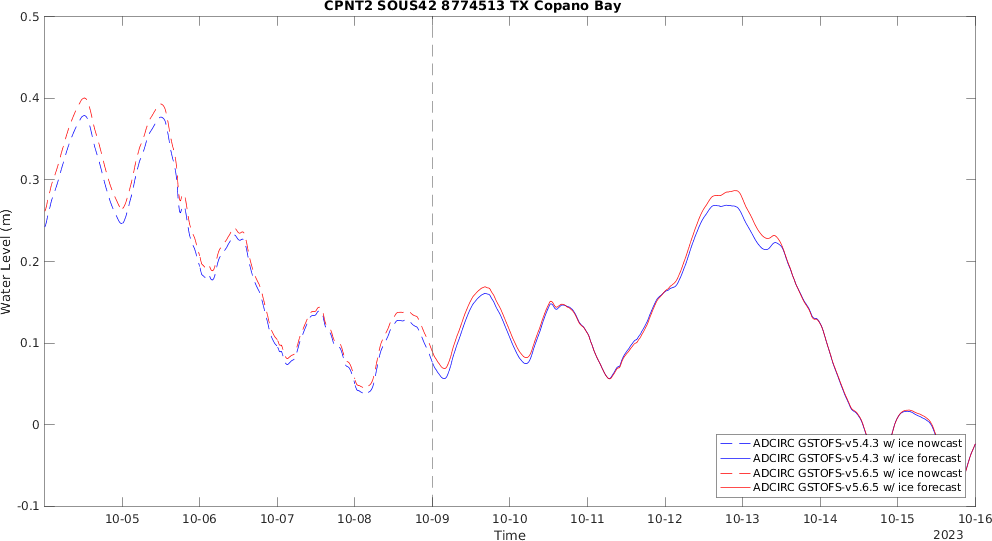 CPNT2 SOUS42 8774513 TX Copano Bay
0.5
0.4
0.3
0.2
0.1
0
-0.1
Water Level (m)
ADCIRC GSTOFS-v5.4.3 w/ ice nowcast
ADCIRC GSTOFS-v5.4.3 w/ ice forecast
ADCIRC GSTOFS-v5.6.5 w/ ice nowcast
ADCIRC GSTOFS-v5.6.5 w/ ice forecast
10-05 10-06 10-07 10-08 10-09 10-10 10-11 10-12 10-13 10-14 10-15 10-16
Time
2023